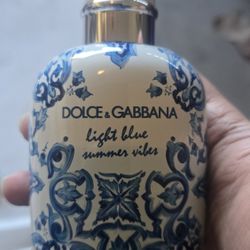 DOLCE & GABBANA
light blue
summer vibes